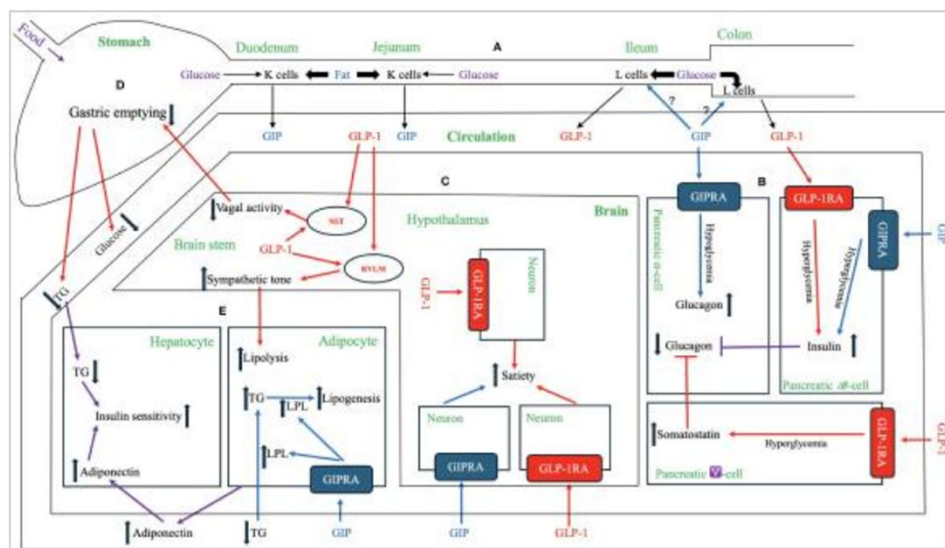 Food
Stomach
Duodenum
Jejunum
A
Ileum
Colon
Glucose
K cells
Fat
K cells
Glucose
L cells
Glucose
L cells
D
Gastric emptying
?
?
GIP
GLP-1
GIP
GLP-1
GIP
GLP-1
Circulation
C
Brain
Vagal activity
NST
Hypothalamus
Glucose
Brain stem
GLP-1
RVLM
Sympathetic tone
GLP-1
GLP-1RA
Neuron
Satiety
Neuron
GIPRA
Neuron
GLP-1RA
B
GIPRA
Pancreatic α-cell
Hypoglycemia
Glucagon
Glucagon
GLP-1RA
GIPRA
GIP
Hyperglycemia
Hyperglycemia
Insulin
Pancreatic
-cell
Somatostatin
Hyperglycemia
GLP-1RA
GLP-1
Pancreatic
-cell
TG
E
Hepatocyte
TG
Insulin sensitivity
Adiponectin
Adipocyte
Lipolysis
TG
LPL
Lipogenesis
LPL
GIPRA
Adiponectin
TG
GIP
GIP
GLP-1